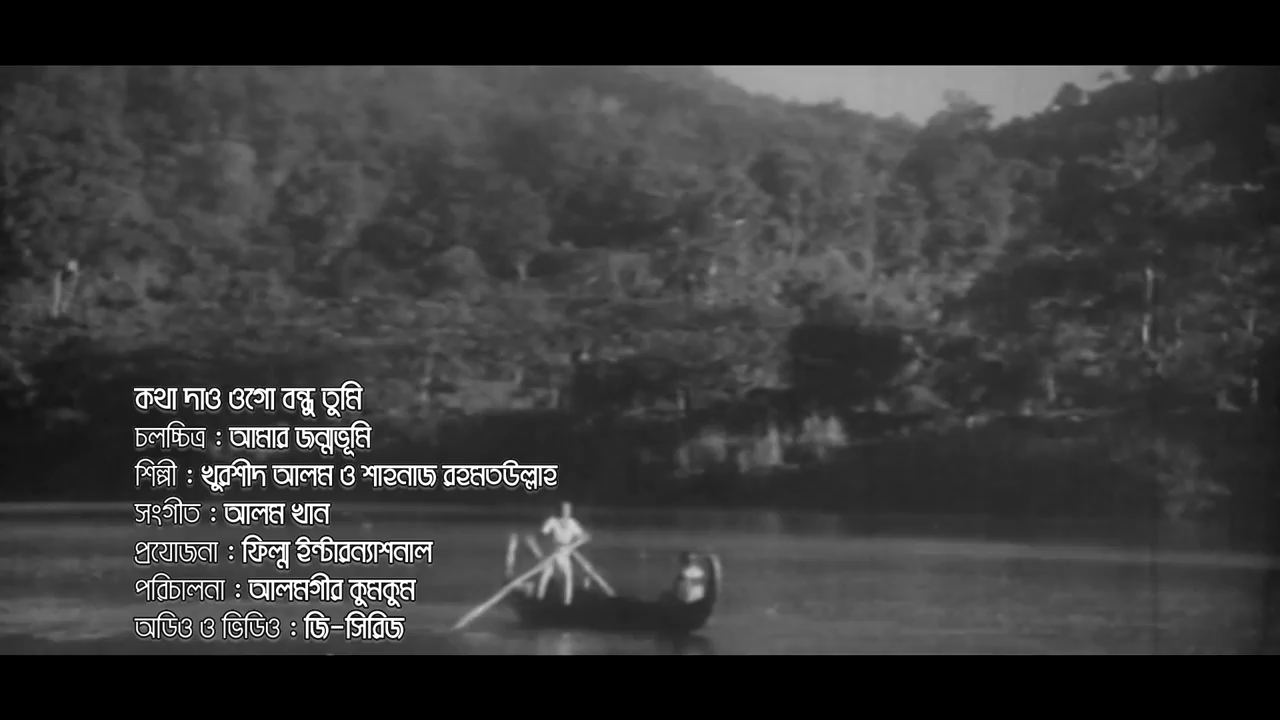 কথা দাও ওগো বন্ধু তুমি
চলচ্চিত্র : আমার জন্মভূমি
শিল্পী : খুরশীদ আলম ও শাহনাজ রহমতউল্লাহ
সংগীত : আলম খান
প্রযোজনা : ফিল্ম ইন্টারন্যাশনাল
পরিচালনা : আলমগীর কুমকুম
অডিও ও ভিডিও : জি-সিরিজ